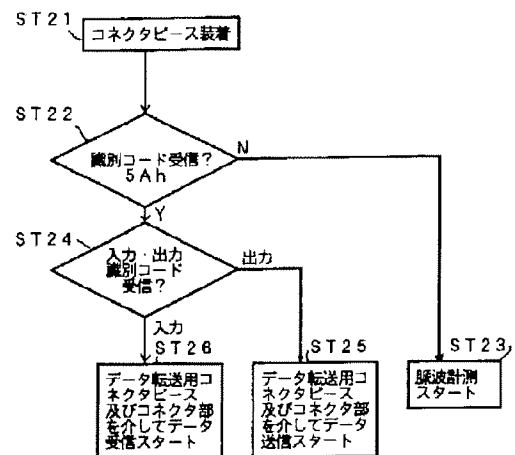 ST21
コネクタピース装着
ST22
識別コード受信?
5Ah
N
Y
ST24
入力・出力
識別コード
受信?
出力
入力
ST26
データ転送用コ
ネクタピース
及びコネクタ部
を介してデータ
受信スタート
ST25
データ転送用コ
ネクタピース
及びコネクタ部
を介してデータ
送信スタート
ST23
脈波計測
スタート